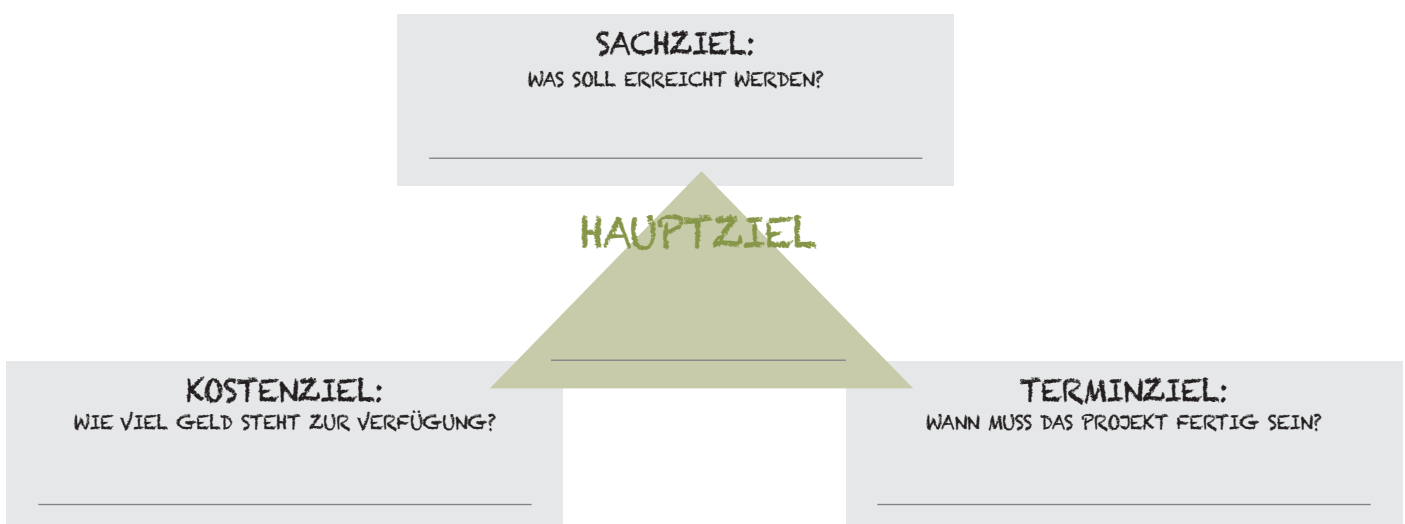 SACHZIEL:
WAS SOLL ERREICHT WERDEN?
HAUPTZIEL
KOSTENZIEL:
WIE VIEL GELD STEHT ZUR VERFÜGUNG?
TERMINZIEL:
WANN MUSS DAS PROJEKT FERTIG SEIN?